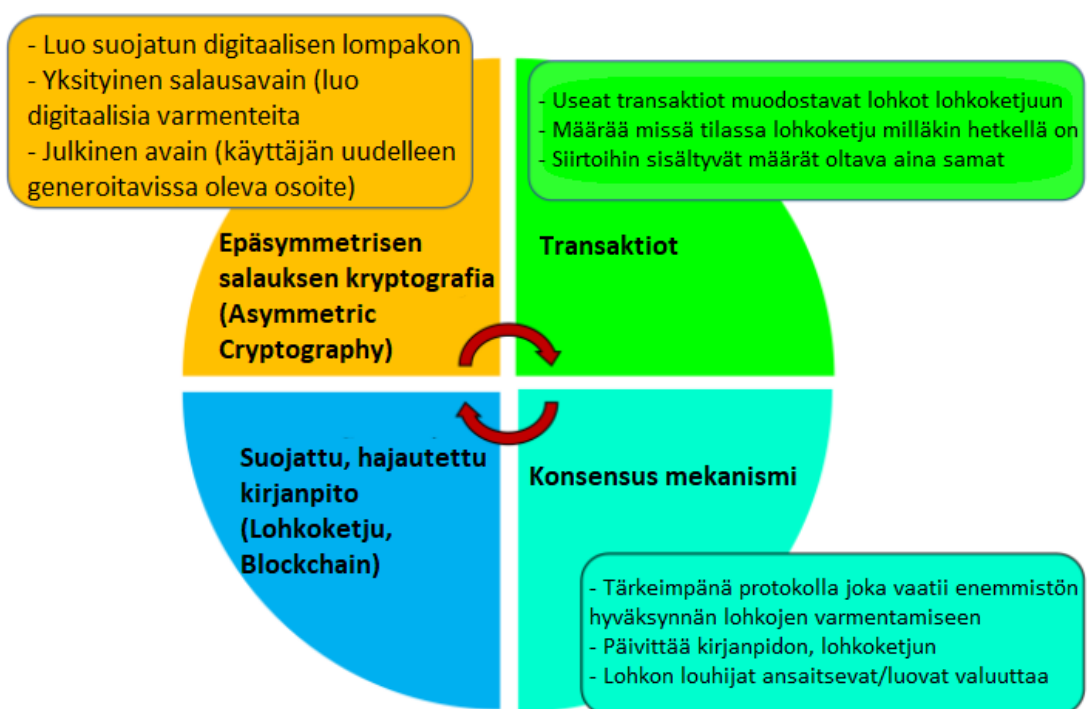 - Luo suojatun digitaalisen lompakon
- Yksityinen salausavain (luo
digitaalisia varmenteita
- Julkinen avain (käyttäjän uudelleen
generoitavissa oleva osoite)
Epäsymmetrisen
salauksen kryptografia
(Asymmetric
Cryptography)
- Useat transaktiot muodostavat lohkot lohkoketjuun
- Määrää missä tilassa lohkoketju milläkin hetkellä on
- Siirtoihin sisältyvät määrät oltava aina samat
Transaktiot
Suojattu, hajautettu
kirjanpito
(Lohkoketju,
Blockchain)
Konsensus mekanismi
- Tärkeimpänä protokolla joka vaatii enemmistön
hyväksynnän lohkojen varmentamiseen
- Päivittää kirjanpidon, lohkoketjun
- Lohkon louhijat ansaitsevat/luovat valuuttaa